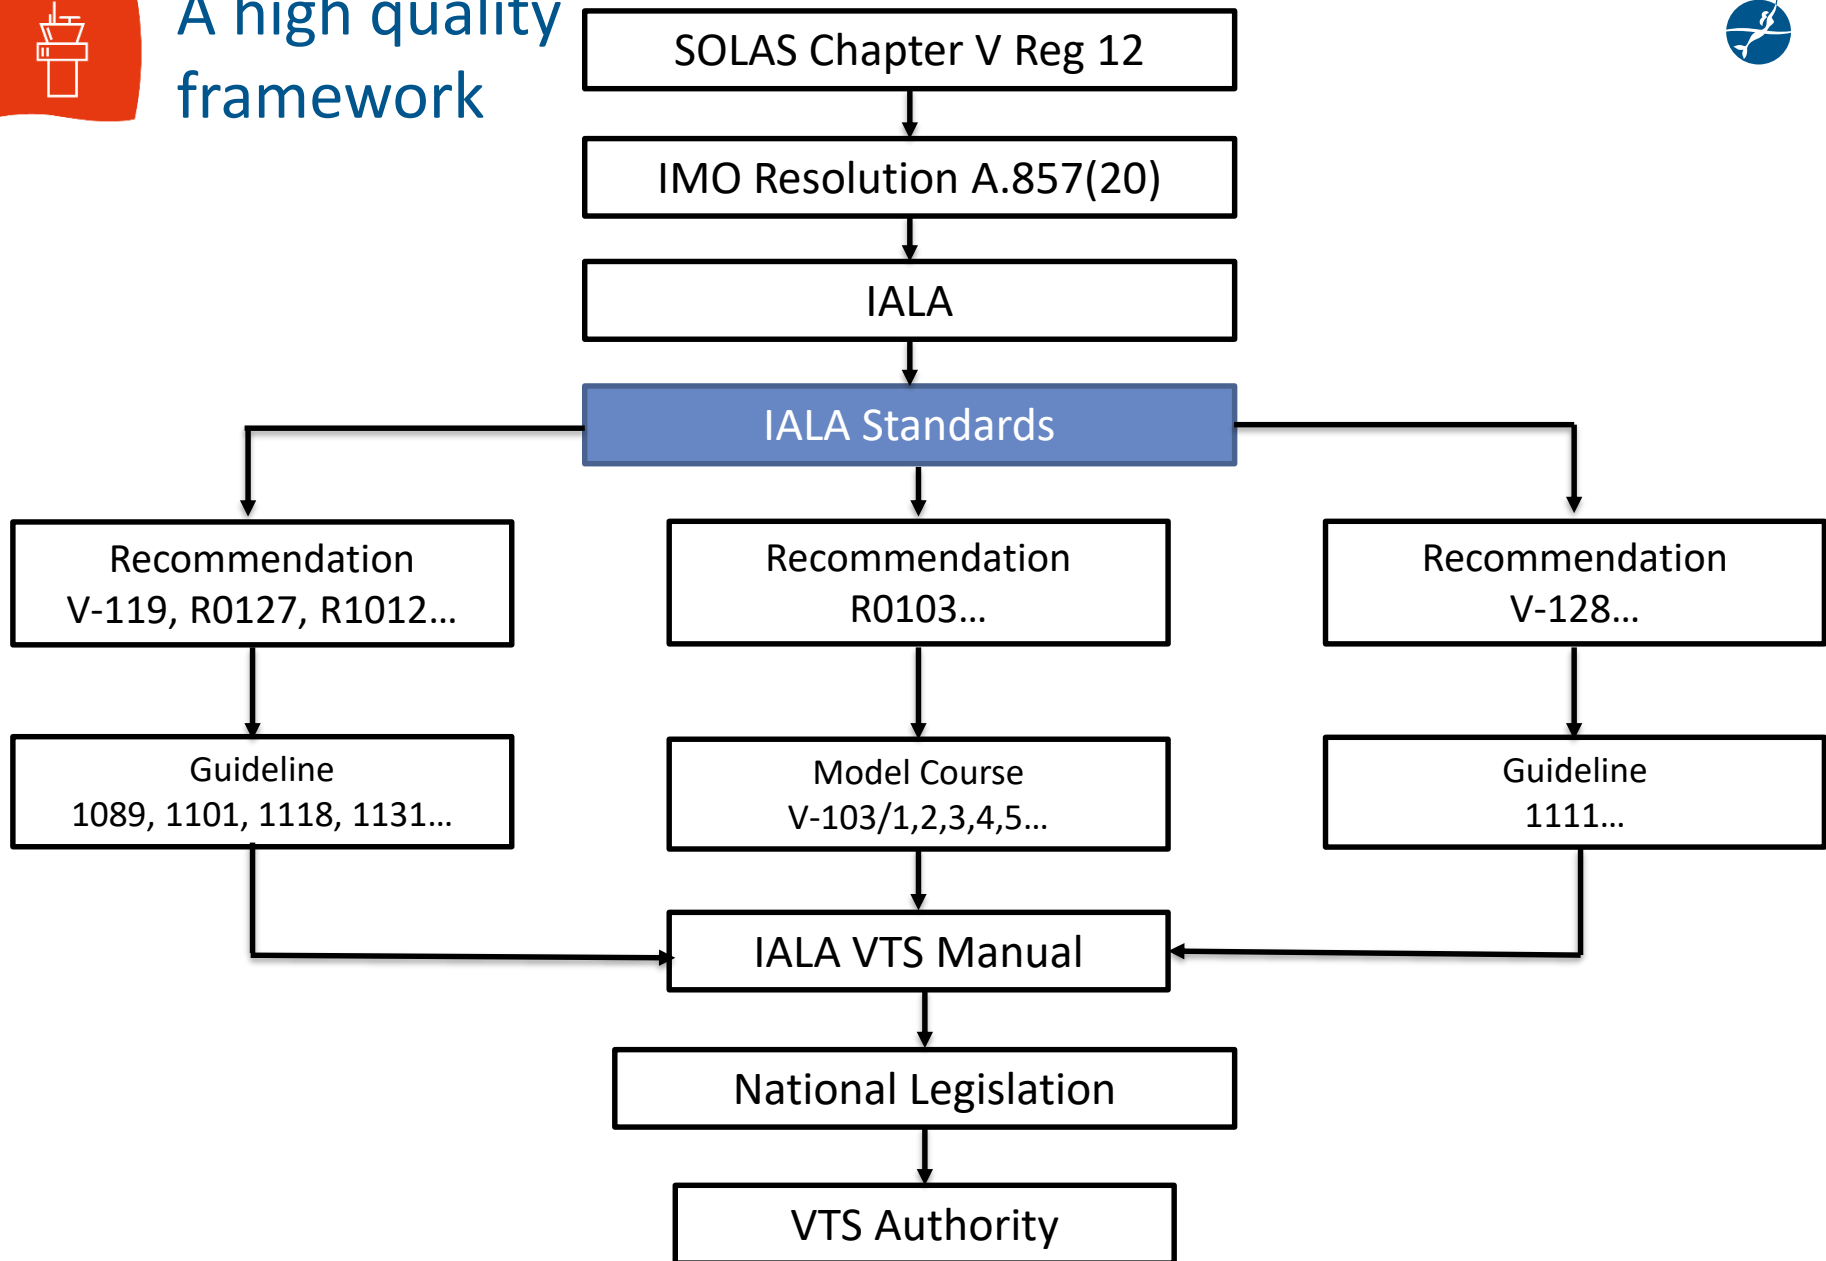 A high quality
framework
SOLAS Chapter V Reg 12
IMO Resolution A.857(20)
IALA
IALA Standards
Recommendation
V-119, R0127, R1012...
Recommendation
R0103...
Recommendation
V-128...
Guideline
1089, 1101, 1118, 1131...
Model Course
V-103/1,2,3,4,5...
Guideline
1111...
IALA VTS Manual
National Legislation
VTS Authority